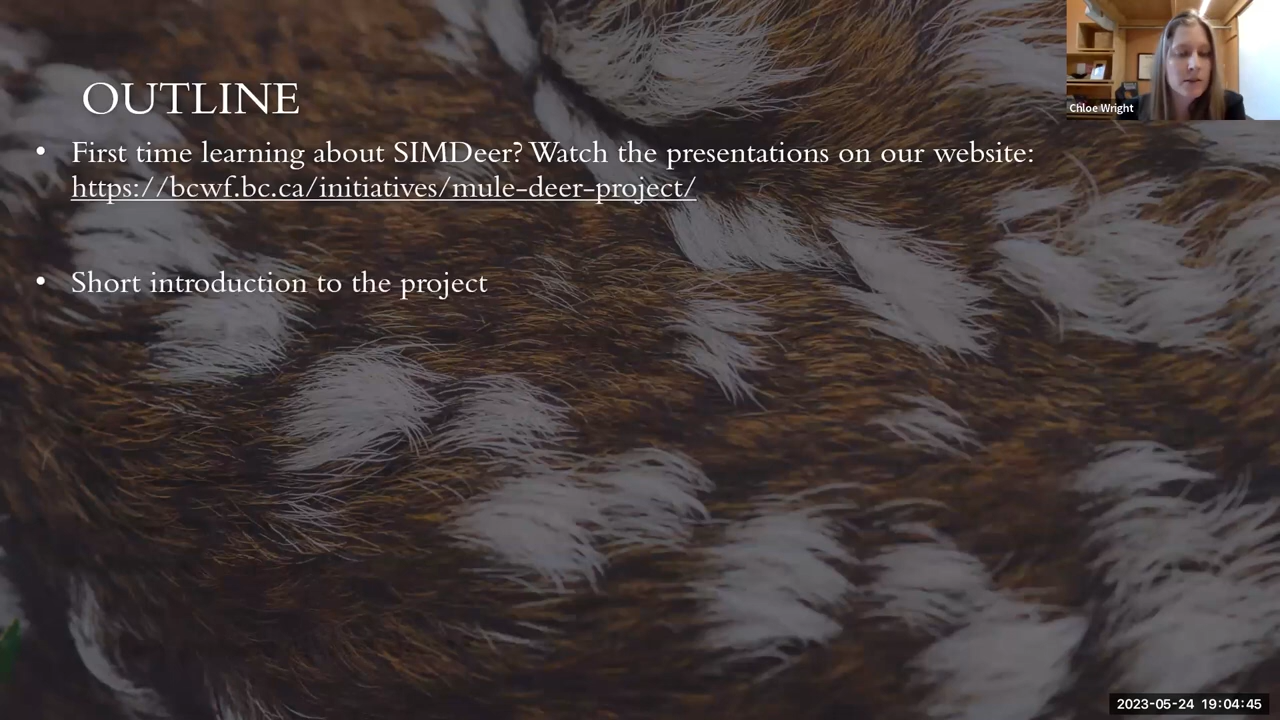 Chloe Wright
OUTLINE
• First time learning about SIMDeer? Watch the presentations on our website:
https://bcwf.bc.ca/initiatives/mule-deer-project/
• Short introduction to the project
2023-05-24 19:04:45